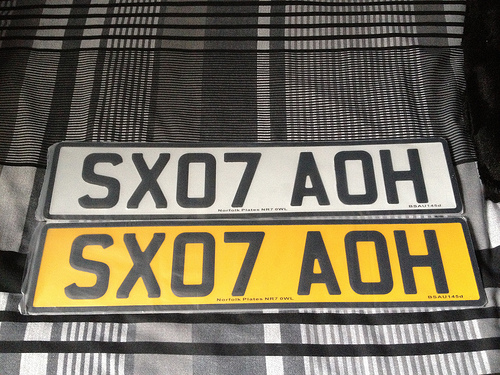 SX07 AOH
Norfolk Plates NR7 0WL BSAU145d
SX07 AOH
Norfolk Plates NR7 0WL BSAU145d